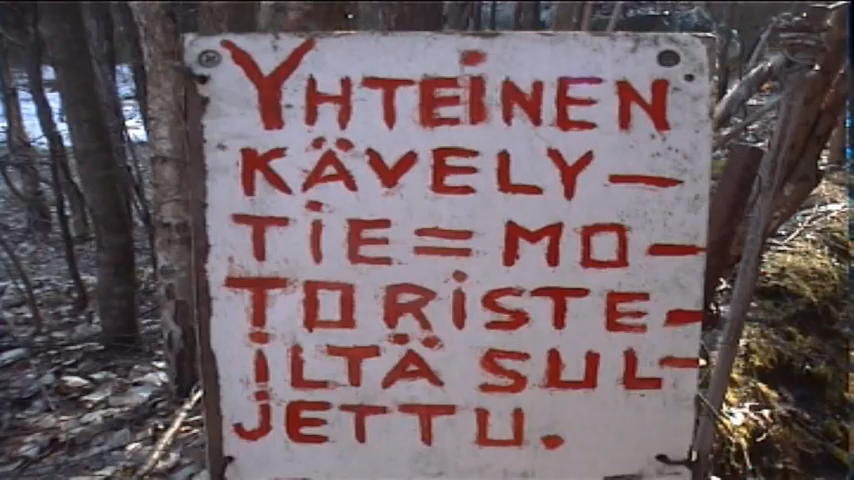 YHTEINEN
KÄVELY-
TIE=MO-
TORISTE-
ILTÄ SUL-
JETTU.